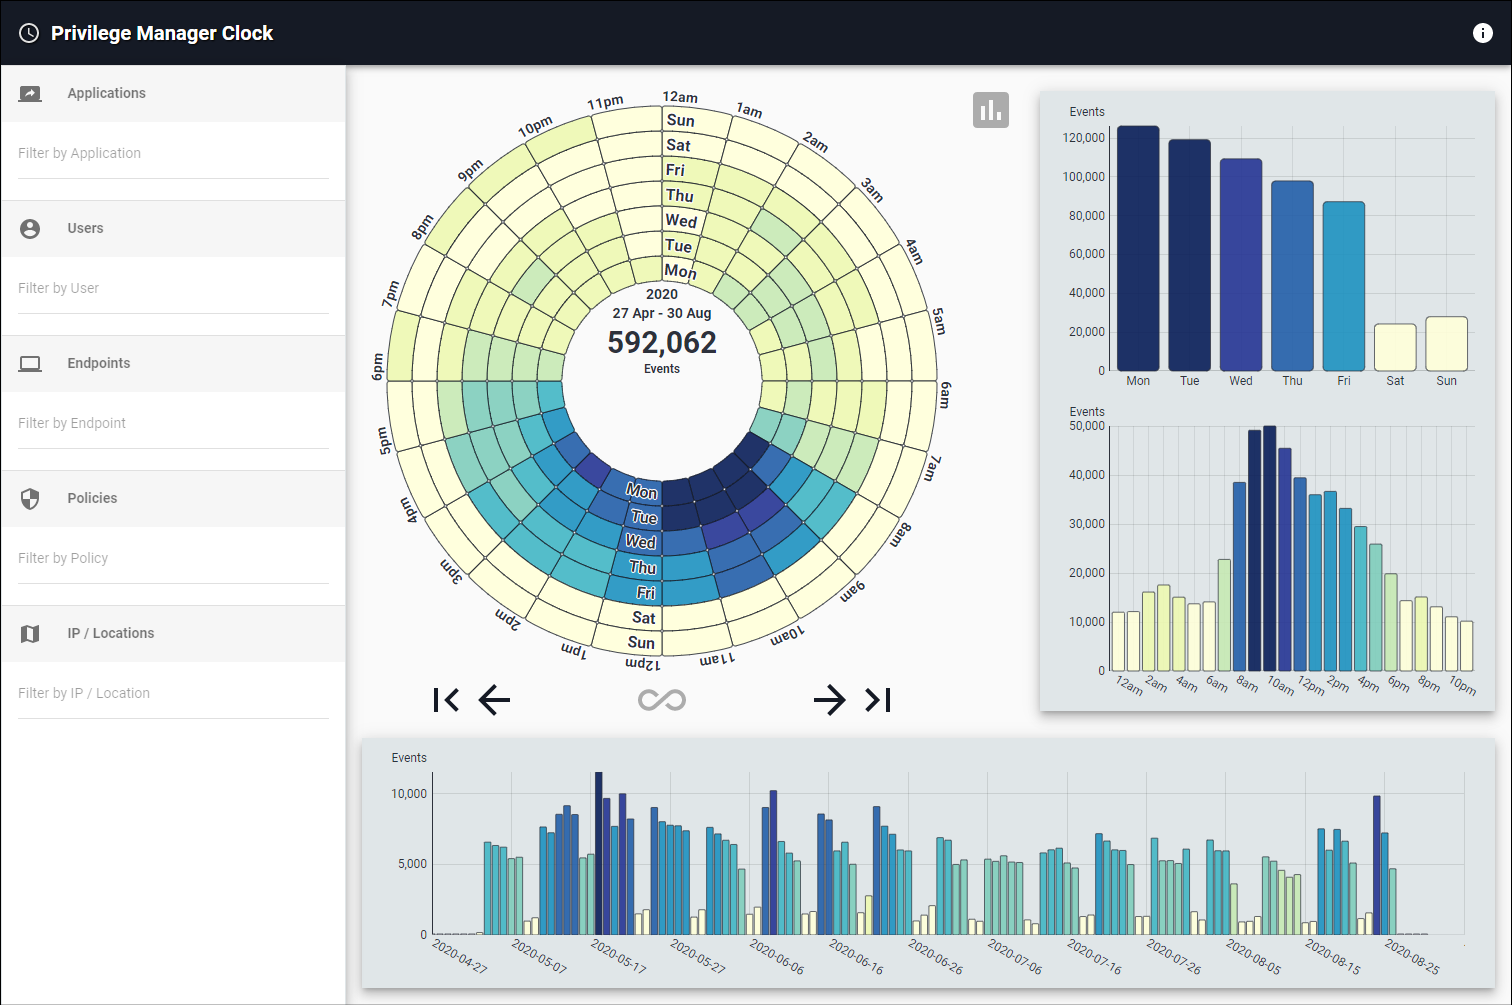 Privilege Manager Clock
Applications
Filter by Application
Users
Filter by User
Endpoints
Filter by Endpoint
Policies
Filter by Policy
IP / Locations
Filter by IP / Location
12am
1am
2am
3am
4am
5am
6am
7am
8am
9am
10am
11am
12pm
1pm
2pm
3pm
4pm
5pm
6pm
7pm
8pm
9pm
10pm
11pm
Sun
Sat
Fri
Thu
Wed
Tue
Mon
2020
27 Apr - 30 Aug
592,062
Events
Mon
Tue
Wed
Thu
Fri
Sat
Sun
Events
120,000
100,000
80,000
60,000
40,000
20,000
0
Mon Tue Wed Thu Fri Sat Sun
Events
50,000
40,000
30,000
20,000
10,000
0
12am 2am 4am 6am 8am 10am 12pm 2pm 4pm 6pm 8pm 10pm
Events
10,000
5,000
0
2020-04-27 2020-05-07 2020-05-17 2020-05-27 2020-06-06 2020-06-16 2020-06-26 2020-07-06 2020-07-16 2020-07-26 2020-08-05 2020-08-15 2020-08-25